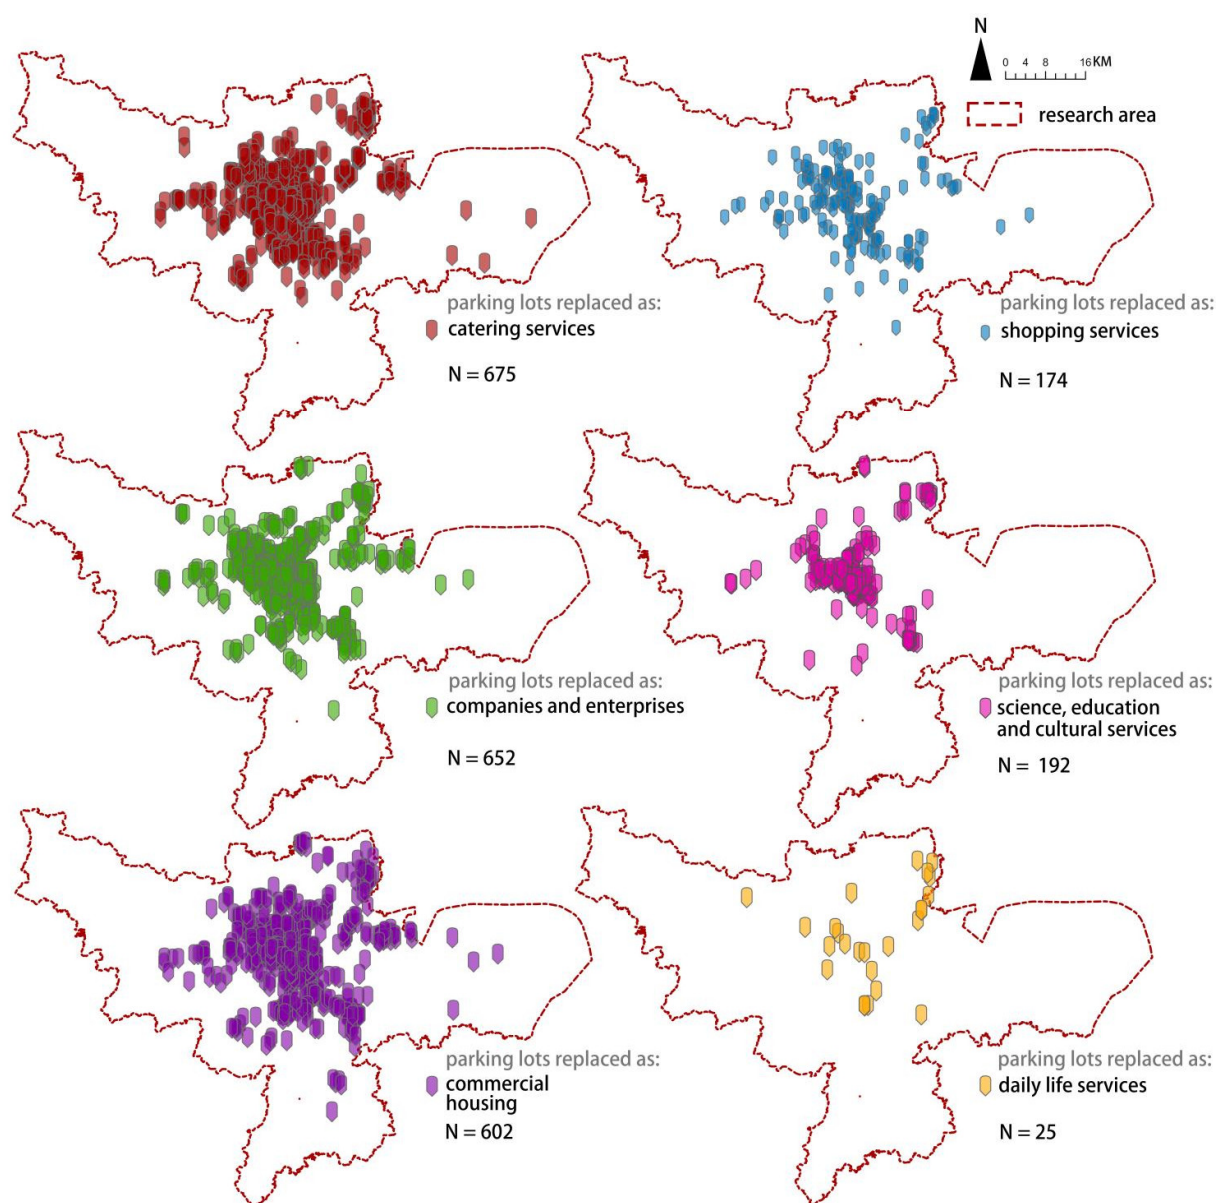 N
0 4 8 16 KM
research area
parking lots replaced as:
catering services
N = 675
parking lots replaced as:
shopping services
N = 174
parking lots replaced as:
companies and enterprises
N = 652
parking lots replaced as:
science, education
and cultural services
N = 192
parking lots replaced as:
commercial
housing
N = 602
parking lots replaced as:
daily life services
N = 25